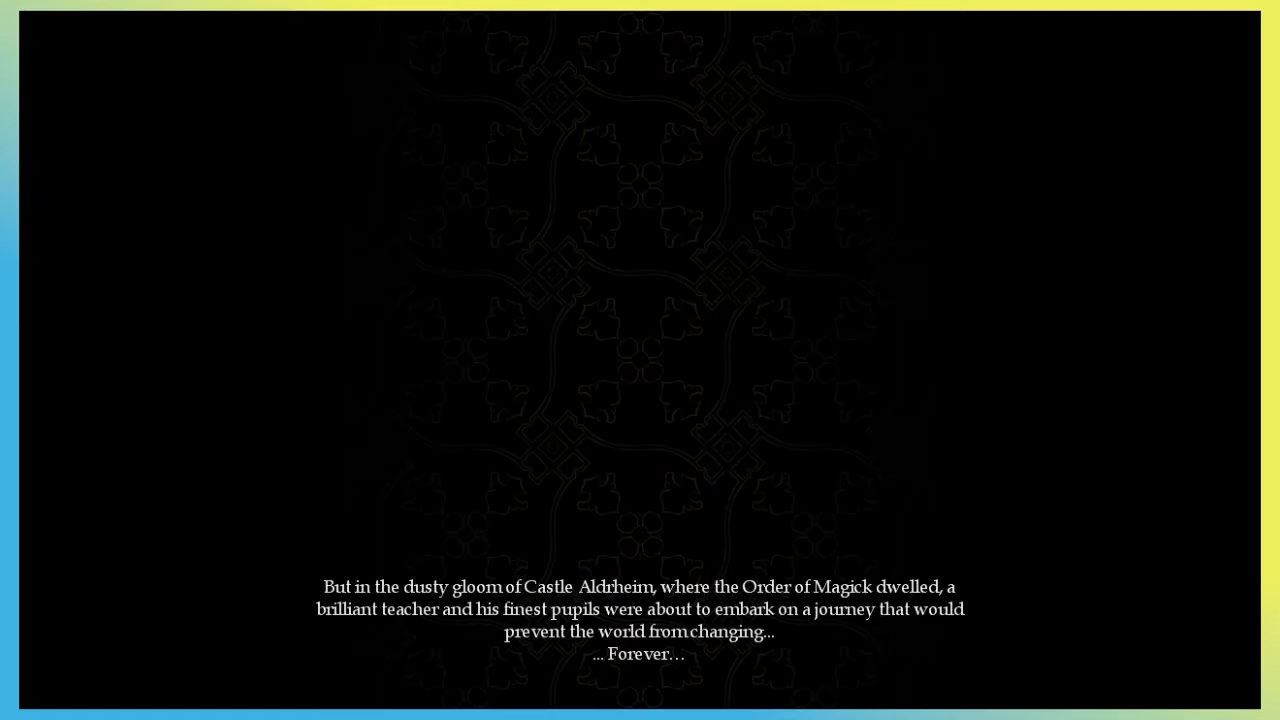 But in the dusty gloom of Castle Aldrheim, where the Order of Magick dwelled, a
brilliant teacher and his finest pupils were about to embark on a journey that would
prevent the world from changing...
... Forever...